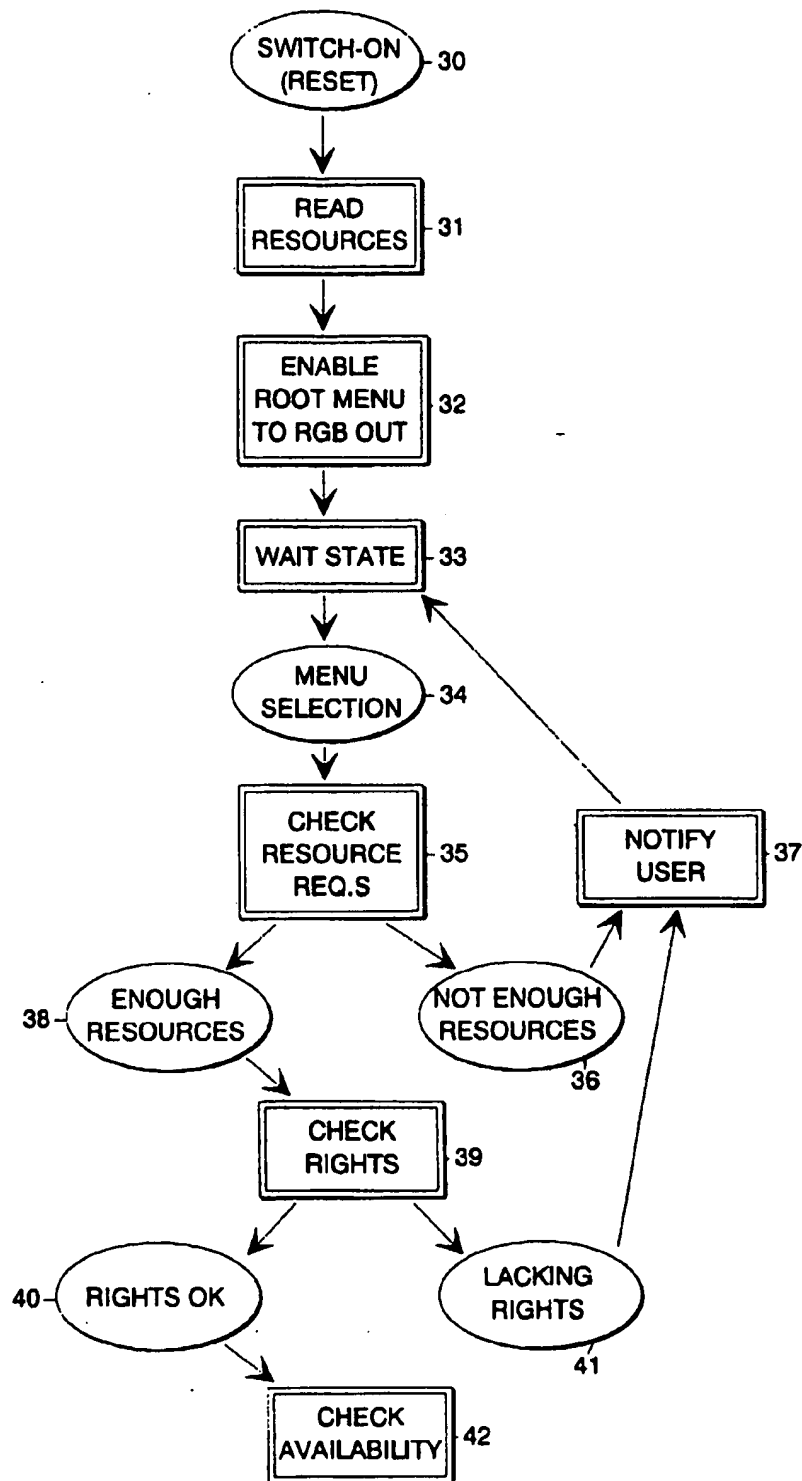 SWITCH-ON
(RESET)
30
READ
RESOURCES
31
ENABLE
ROOT MENU
TO RGB OUT
32
WAIT STATE
33
MENU
SELECTION
34
CHECK
RESOURCE
REQ.S
35
NOTIFY
USER
37
38
ENOUGH
RESOURCES
NOT ENOUGH
RESOURCES
36
CHECK
RIGHTS
39
40
RIGHTS OK
LACKING
RIGHTS
41
CHECK
AVAILABILITY
42